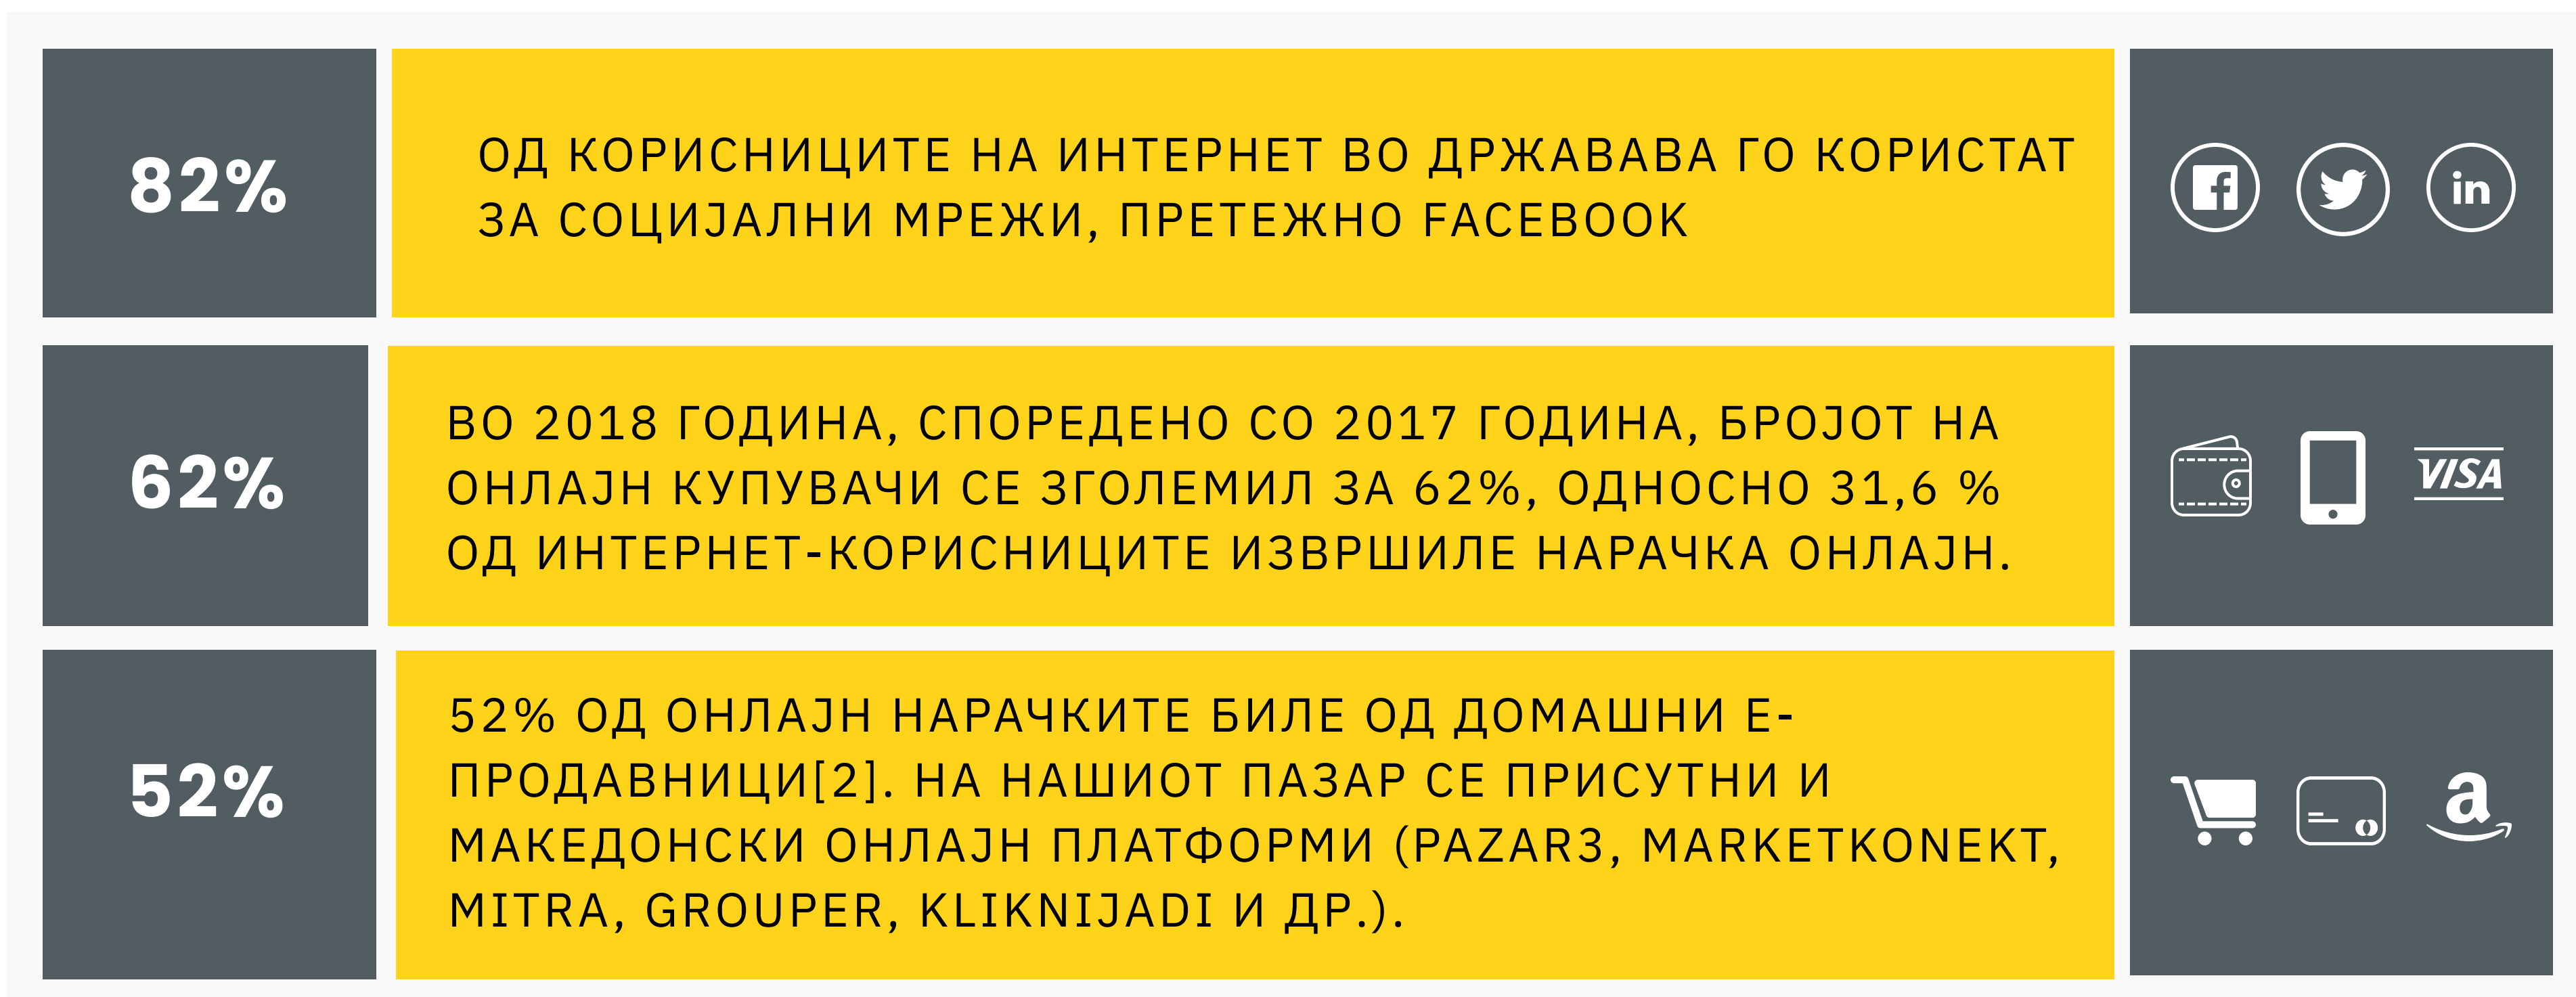 82%
ОД КОРИСНИЦИТЕ НА ИНТЕРНЕТ ВО ДРЖАВАВА ГО КОРИСТАТ
ЗА СОЦИЈАЛНИ МРЕЖИ, ПРЕТЕЖНО FACEBOOK
in
62%
ВО 2018 ГОДИНА, СПОРЕДЕНО СО 2017 ГОДИНА, БРОЈОТ НА
ОНЛАЈН КУПУВАЧИ СЕ ЗГОЛЕМИЛ ЗА 62%, ОДНОСНО 31,6 %
ОД ИНТЕРНЕТ-КОРИСНИЦИТЕ ИЗВРШИЛЕ НАРАЧКА ОНЛАЈН.
VISA
52%
52% ОД ОНЛАЈН НАРАЧКИТЕ БИЛЕ ОД ДОМАШНИ Е-
ПРОДАВНИЦИ[2]. НА НАШИОТ ПАЗАР СЕ ПРИСУТНИ И
МАКЕДОНСКИ ОНЛАЈН ПЛАТФОРМИ (PAZAR3, MARKETKONEKT,
MITRA, GROUPER, KLIKNIJADI И ДР.).